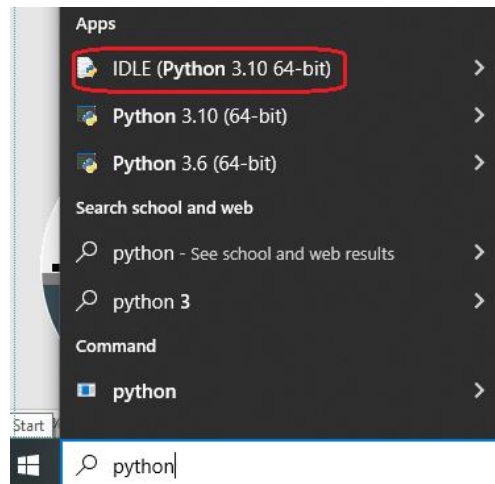 Apps
IDLE (Python 3.10 64-bit)
Python 3.10 (64-bit)
Python 3.6 (64-bit)
Search school and web
python - See school and web results
python 3
Command
python
Start
python